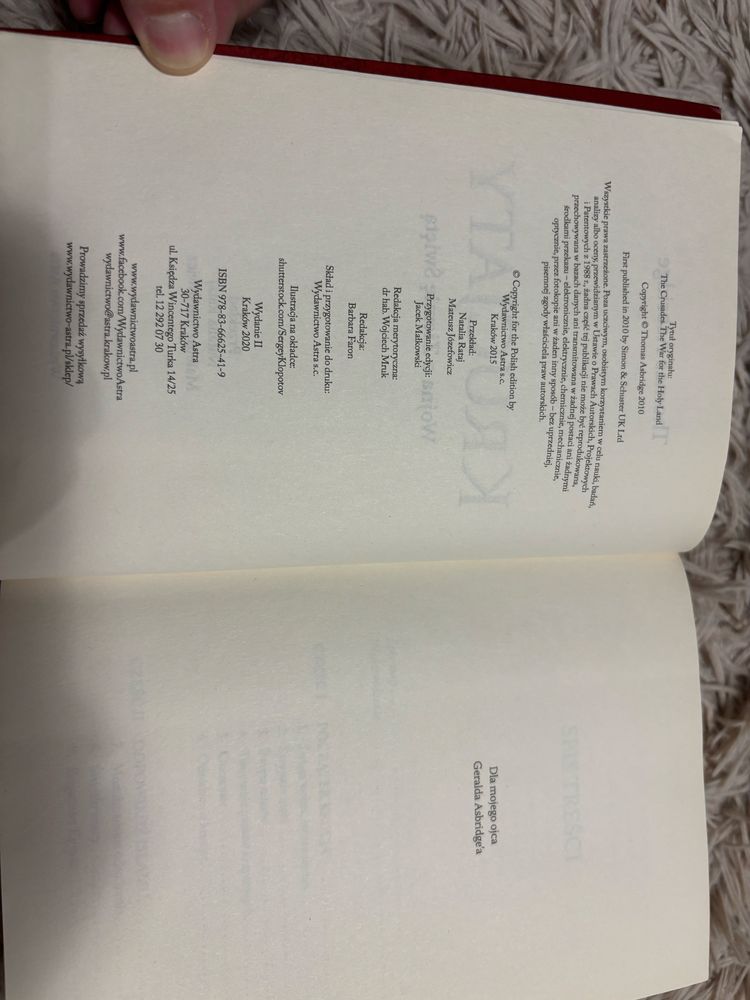 Tytuł oryginału:
The Crusades. The War for the Holy Land
Copyright © Thomas Asbridge 2010
First published in 2010 by Simon & Schuster UK Ltd
Wszystkie prawa zastrzeżone. Poza uczciwym, osobistym korzystaniem w celu nauki, badań,
analizy albo oceny, przewidzianym w Ustawie o Prawach Autorskich, Projektowych
i Patentowych z 1988 r., żadna część tej publikacji nie może być reprodukowana,
przechowywana w bazach danych ani transmitowana w żadnej postaci ani żadnymi
środkami przekazu – elektronicznie, elektrycznie, chemicznie, mechanicznie,
optycznie, przez fotokopie ani w żaden inny sposób – bez uprzedniej,
pisemnej zgody właściciela praw autorskich.
© Copyright for the Polish edition by
Wydawnictwo Astra s.c.
Kraków 2015
Przekład:
Natalia Rataj
Mateusz Józefowicz
Przygotowanie edycji:
Jacek Małkowski
Redakcja merytoryczna:
dr hab. Wojciech Mruk
Redakcja:
Barbara Faron
Skład i przygotowanie do druku:
Wydawnictwo Astra s.c.
Ilustracja na okładce:
shutterstock.com/SergeyKlopotov
Wydanie II
Kraków 2020
ISBN 978-83-66625-41-9
Wydawnictwo Astra
30-717 Kraków
ul. Księdza Wincentego Turka 14/25
tel. 12 292 07 30
www.wydawnictwoastra.pl
www.facebook.com/WydawnictwoAstra
wydawnictwo@astra.krakow.pl
Prowadzimy sprzedaż wysyłkową
www.wydawnictwo-astra.pl/sklep/
Dla mojego ojca
Geralda Asbridge'a